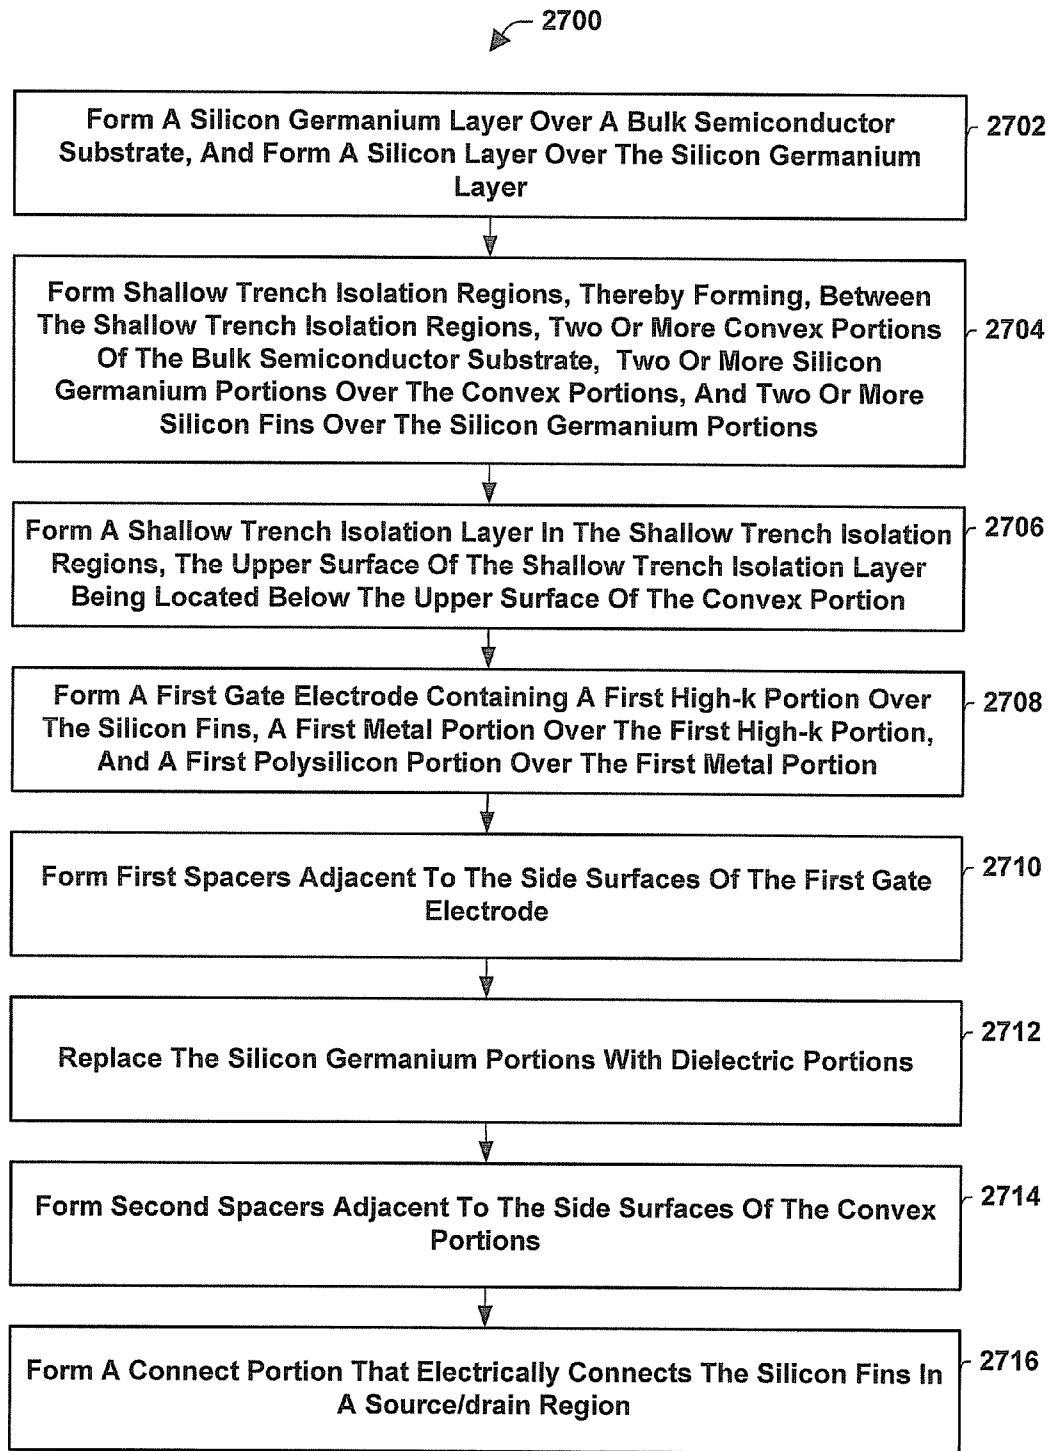 2700
Form A Silicon Germanium Layer Over A Bulk Semiconductor
Substrate, And Form A Silicon Layer Over The Silicon Germanium
Layer
2702
Form Shallow Trench Isolation Regions, Thereby Forming, Between
The Shallow Trench Isolation Regions, Two Or More Convex Portions
Of The Bulk Semiconductor Substrate, Two Or More Silicon
Germanium Portions Over The Convex Portions, And Two Or More
Silicon Fins Over The Silicon Germanium Portions
2704
Form A Shallow Trench Isolation Layer In The Shallow Trench Isolation
Regions, The Upper Surface Of The Shallow Trench Isolation Layer
Being Located Below The Upper Surface Of The Convex Portion
2706
Form A First Gate Electrode Containing A First High-k Portion Over
The Silicon Fins, A First Metal Portion Over The First High-k Portion,
And A First Polysilicon Portion Over The First Metal Portion
2708
Form First Spacers Adjacent To The Side Surfaces Of The First Gate
Electrode
2710
Replace The Silicon Germanium Portions With Dielectric Portions
2712
Form Second Spacers Adjacent To The Side Surfaces Of The Convex
Portions
2714
Form A Connect Portion That Electrically Connects The Silicon Fins In
A Source/drain Region
2716